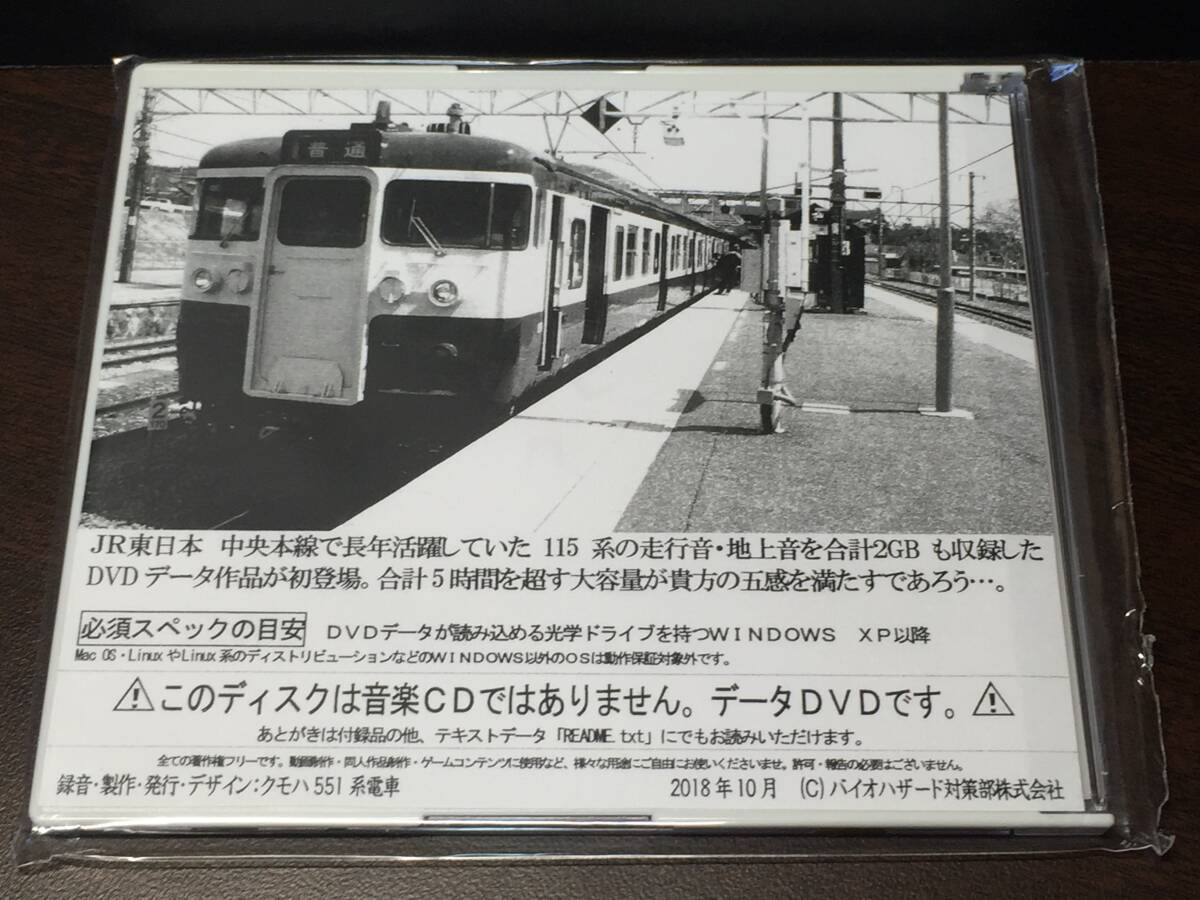 普通
2
JR東日本 中央本線で長年活躍していた 115 系の走行音・地上音を合計2GB も収録した
DVD データ作品が初登場。合計5時間を超す大容量が貴方の五感を満たすであろう…。
必須スペックの目安 DVDデータが読み込める光学ドライブを持つWINDOWS XP以降
Mac OS・LinuxやLinux系のディストリビューションなどのWINDOWS以外のOSは動作保証対象外です。
⚠このディスクは音楽CDではありません。データDVDです。⚠
あとがきは付録品の他、テキストデータ「README.txt」にでもお読みいただけます。
全ての著作権フリーです。動画制作・同人作品制作・ゲームコンテンツに使用など、様々な用途にご自由にお使いくださいませ。許可・報告の必要はございません。
録音・製作・発行・デザイン:クモハ551系電車 2018年10月 (C)バイオハザード対策部株式会社